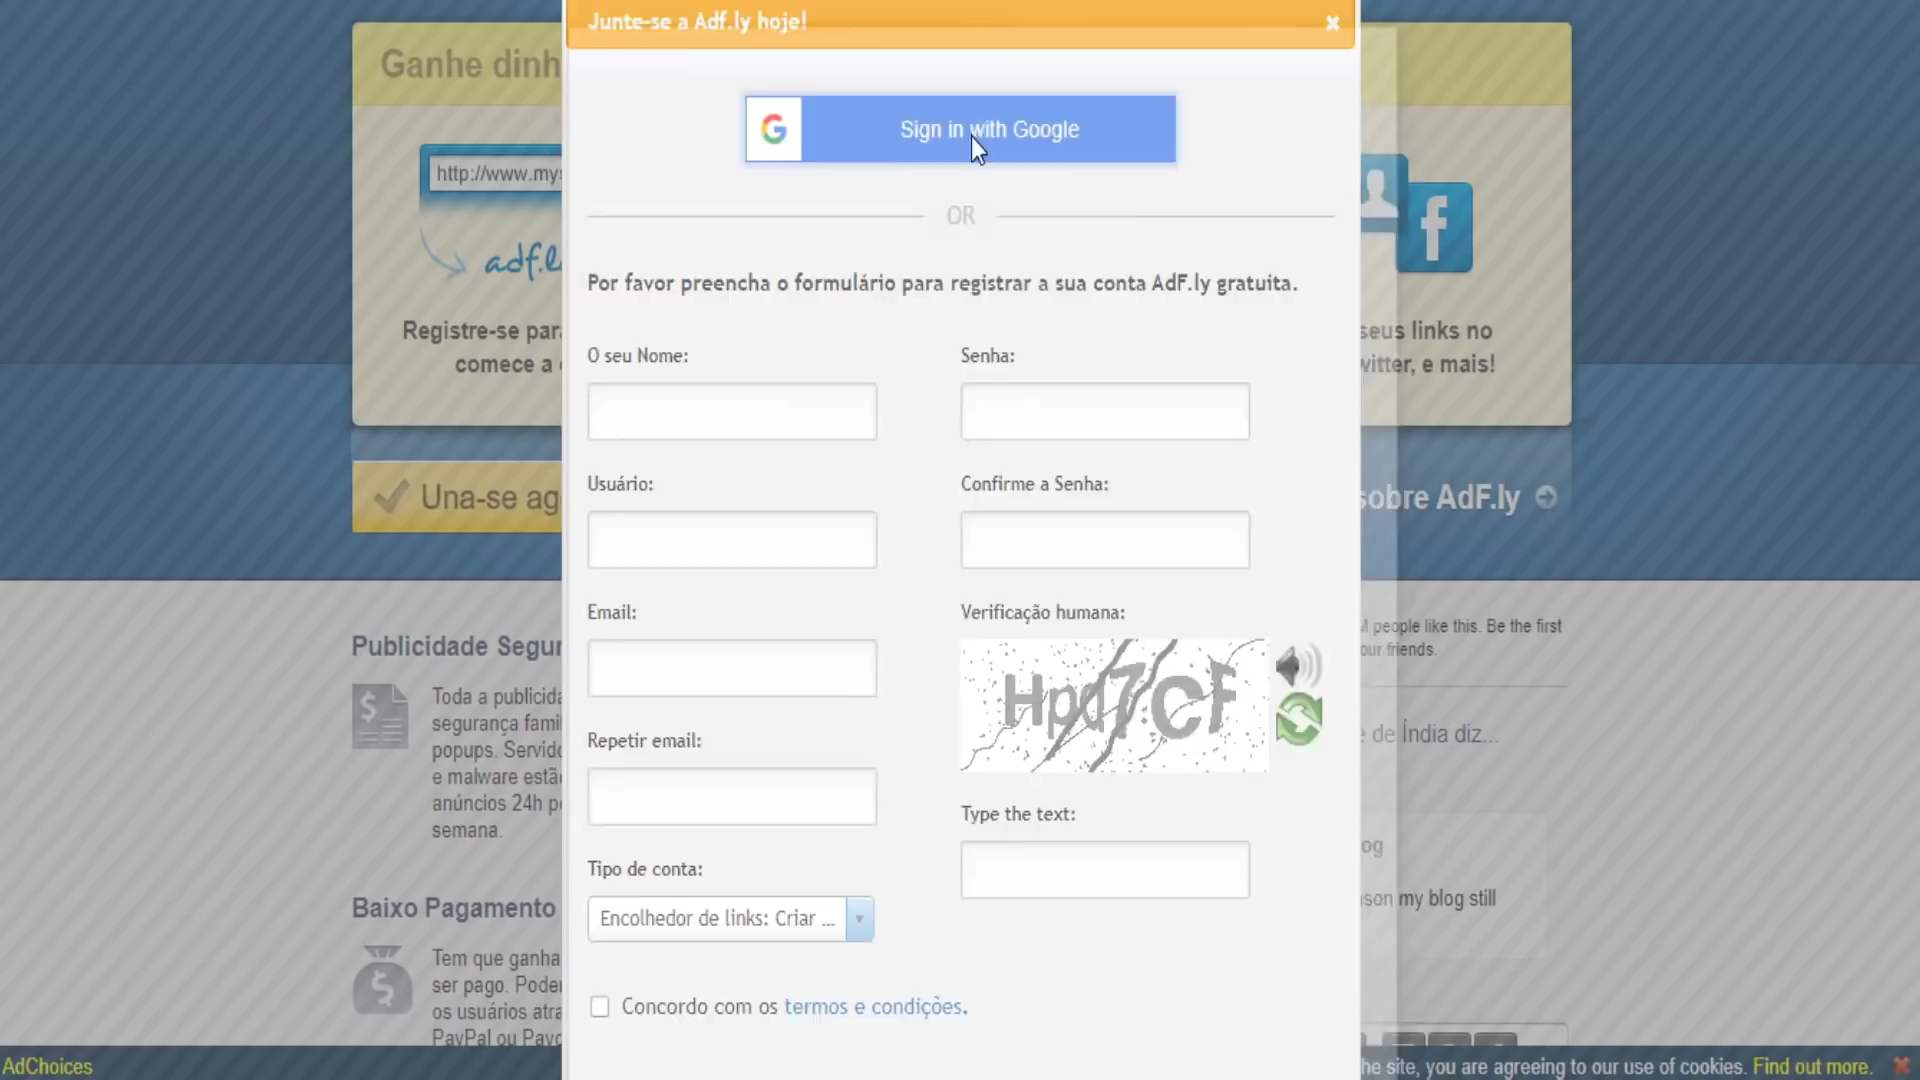 Junte-se a Adf.ly hoje!
Ganhe dinh
Sign in with Google
http://www.mys
OR
adf.l
f
Por favor preencha o formulário para registrar a sua conta AdF.ly gratuita.
Registre-se par
comece a
seus links no
witter, e mais!
O seu Nome:
Senha:
Usuário:
Confirme a Senha:
Una-se ag
sobre AdF.ly
Email:
Verificação humana:
Hpd7CF
people like this. Be the first
our friends.
Publicidade Segur
Toda a publicida
segurança famil
popups. Servido
e malware estã
anúncios 24h p
semana.
Repetir email:
e de Índia diz...
Type the text:
og
Tipo de conta:
Encolhedor de links: Criar ...
son my blog still
Baixo Pagamento
Tem que ganha
ser pago. Poder
os usuários atra
PayPal ou Payo
Concordo com os termos e condições.
AdChoices
he site, you are agreeing to our use of cookies. Find out more.